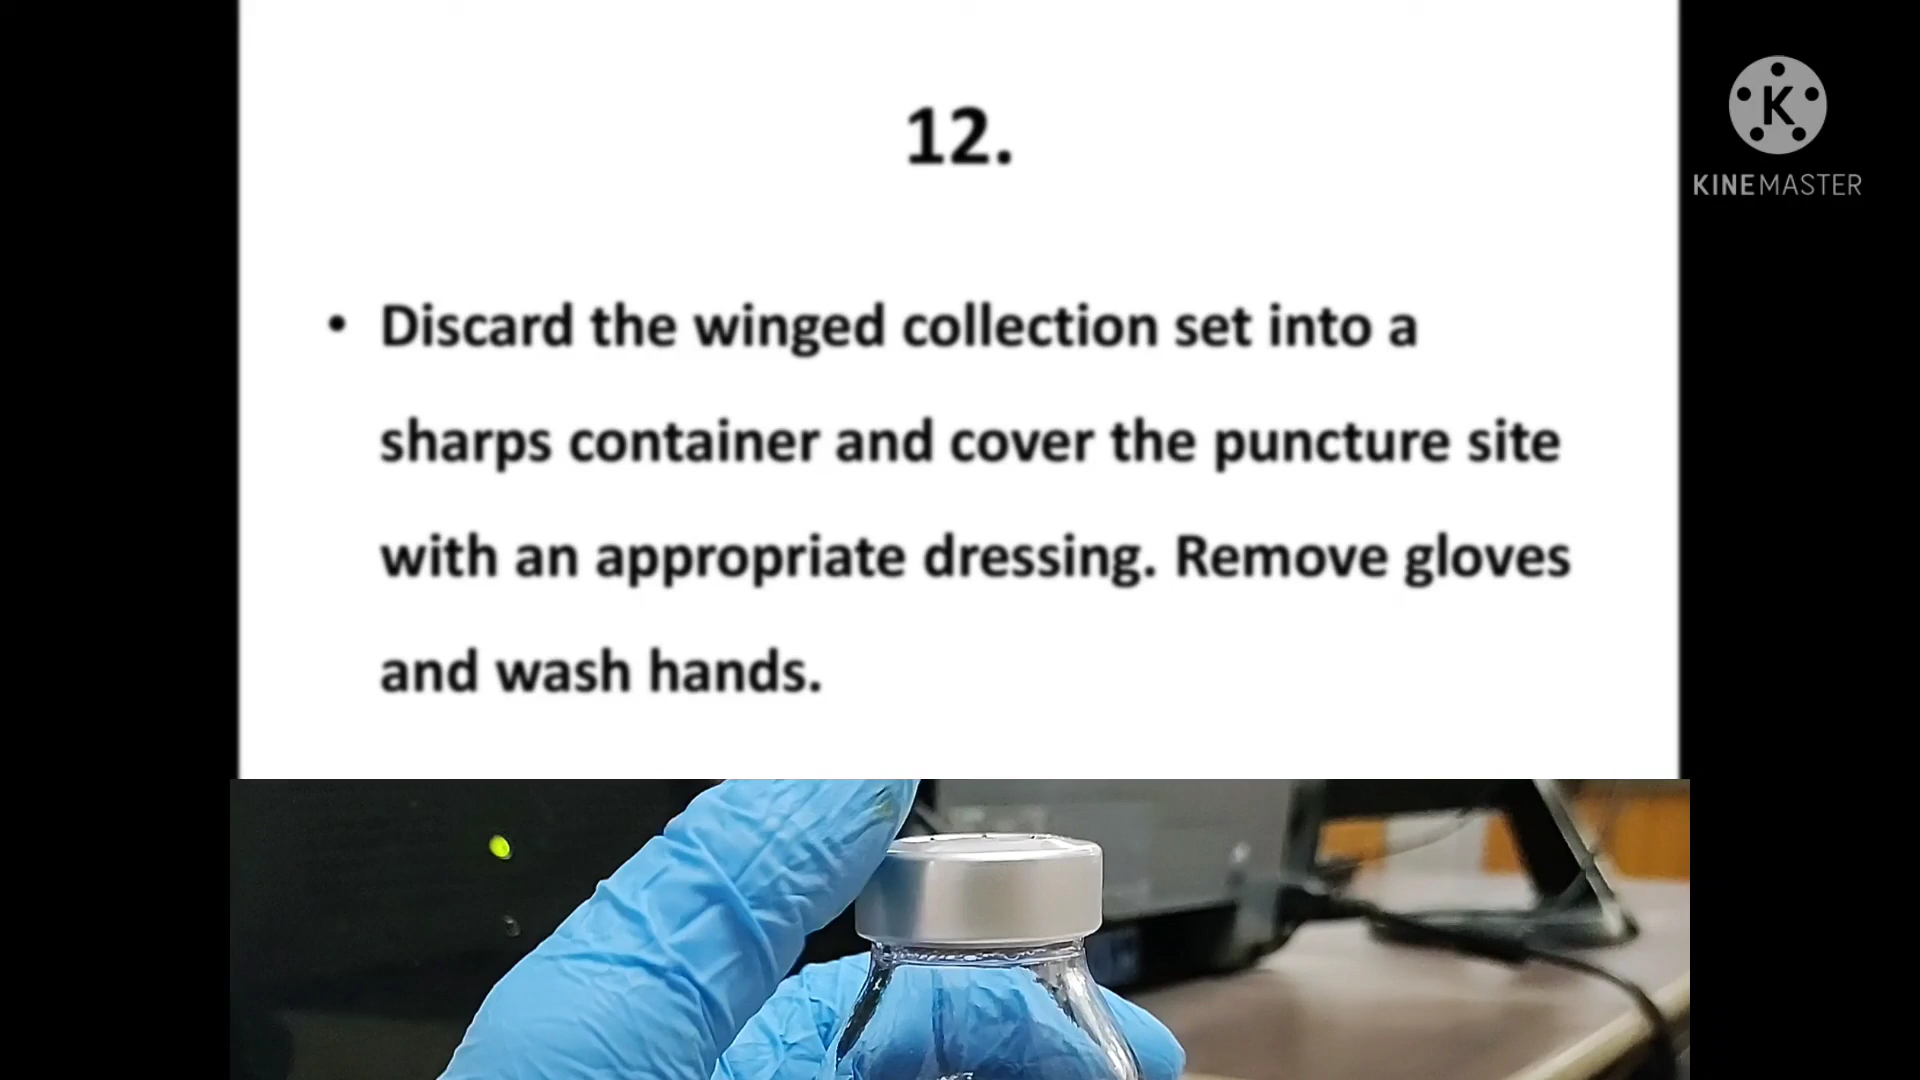 12.
K
KINEMASTER
• Discard the winged collection set into a
sharps container and cover the puncture site
with an appropriate dressing. Remove gloves
and wash hands.